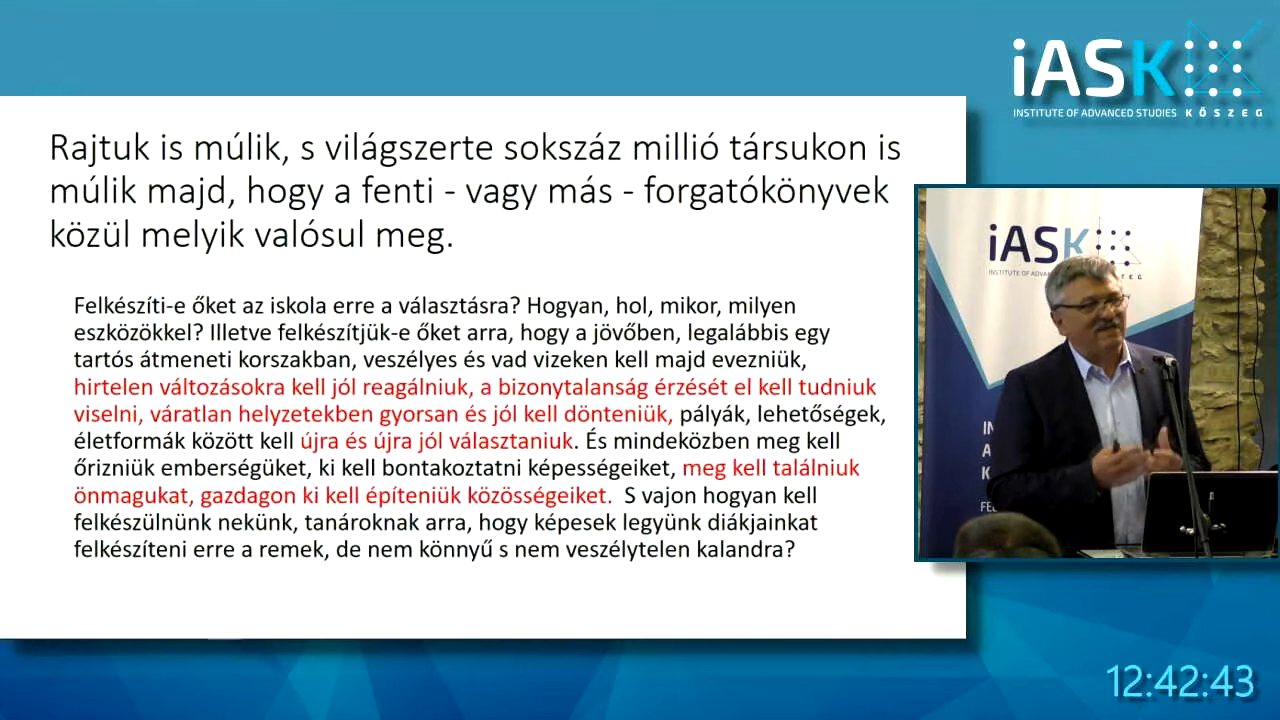 iASK
INSTITUTE OF ADVANCED STUDIES KŐSZEG
Rajtuk is múlik, s világszerte sokszáz millió társukon is
múlik majd, hogy a fenti - vagy más - forgatókönyvek
közül melyik valósul meg.
Felkészíti-e őket az iskola erre a választásra? Hogyan, hol, mikor, milyen
eszközökkel? Illetve felkészítjük-e őket arra, hogy a jövőben, legalábbis egy
tartós átmeneti korszakban, veszélyes és vad vizeken kell majd evezniük,
hirtelen változásokra kell jól reagálniuk, a bizonytalanság érzését el kell tudniuk
viselni, váratlan helyzetekben gyorsan és jól kell dönteniük, pályák, lehetőségek,
életformák között kell újra és újra jól választaniuk. És mindeközben meg kell
őrizniük emberségüket, ki kell bontakoztatni képességeiket, meg kell találniuk
önmagukat, gazdagon ki kell építeniük közösségeiket. S vajon hogyan kell
felkészülnünk nekünk, tanároknak arra, hogy képesek legyünk diákjainkat
felkészíteni erre a remek, de nem könnyű s nem veszélytelen kalandra?
iASK
INSTITUTE OF
12:42:43